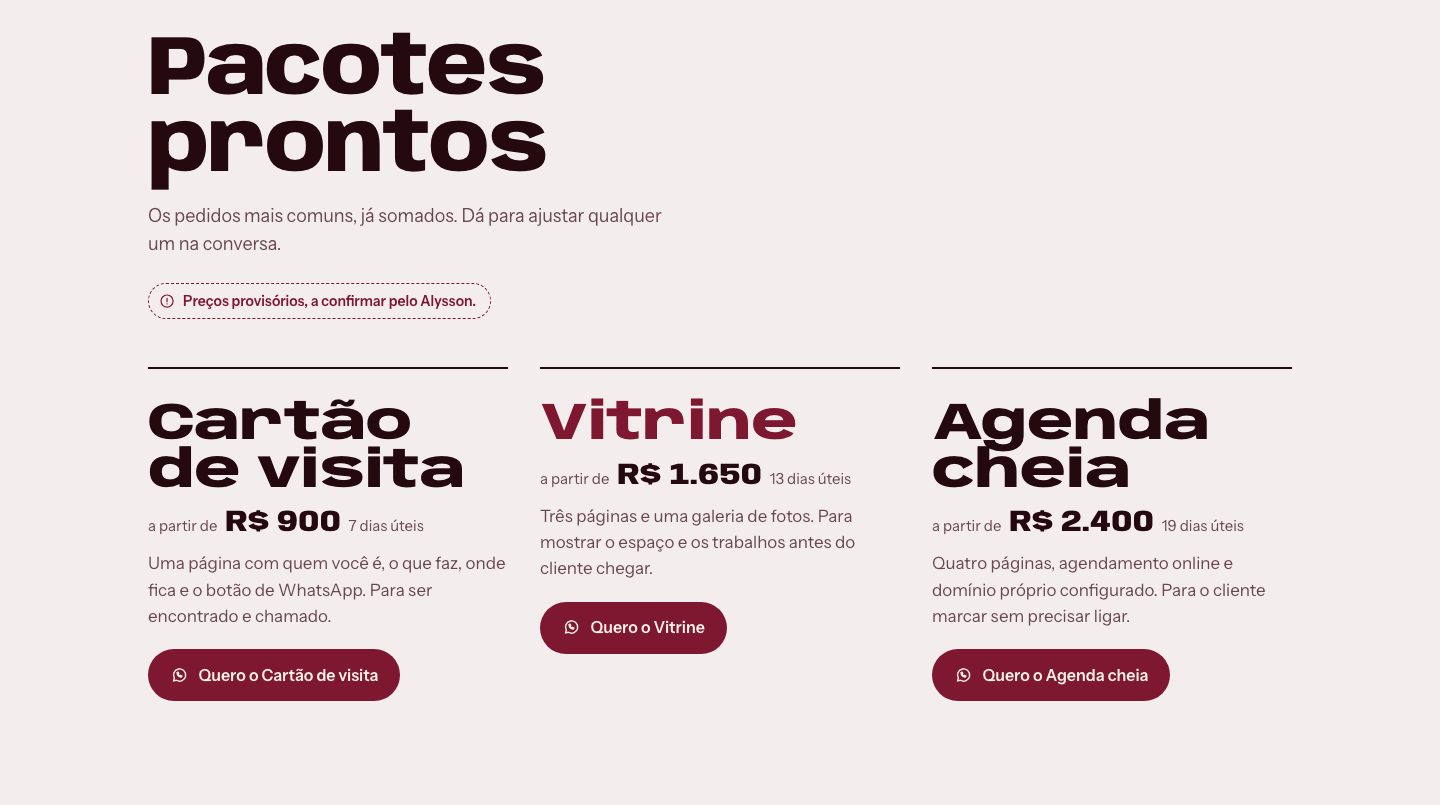 Pacotes
prontos
Os pedidos mais comuns, já somados. Dá para ajustar qualquer
um na conversa.
Preços provisórios, a confirmar pelo Alysson.
Cartão
de visita
a partir de R$ 900 7 dias úteis
Uma página com quem você é, o que faz, onde
fica e o botão de WhatsApp. Para ser
encontrado e chamado.
Quero o Cartão de visita
Vitrine
a partir de R$ 1.650 13 dias úteis
Três páginas e uma galeria de fotos. Para
mostrar o espaço e os trabalhos antes do
cliente chegar.
Quero o Vitrine
Agenda
cheia
a partir de R$ 2.400 19 dias úteis
Quatro páginas, agendamento online e
domínio próprio configurado. Para o cliente
marcar sem precisar ligar.
Quero o Agenda cheia